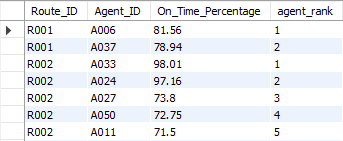 Route_ID Agent_ID On_Time_Percentage agent_rank
R001 A006 81.56 1
R001 A037 78.94 2
R002 A033 98.01 1
R002 A024 97.16 2
R002 A027 73.8 3
R002 A050 72.75 4
R002 A011 71.5 5